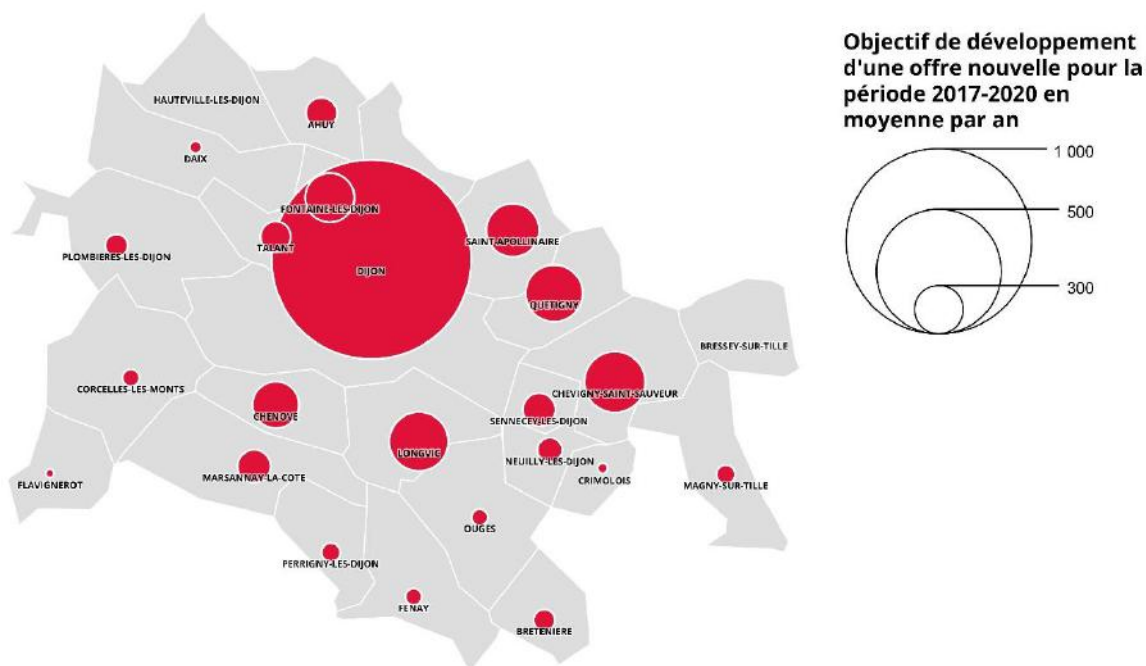 Objectif de développement
d'une offre nouvelle pour la
période 2017-2020 en
moyenne par an
1 000
500
300
HAUTEVILLE-LES-DIJON
AHUY
DAIX
FONTAINE-LES-DIJON
TALANT
SAINT-APOLLINAIRE
PLOMBIERES-LES-DIJON
DIJON
QUETIGNY
BRESSEY-SUR-TILLE
CORCELLES-LES-MONTS
CHEVIGNY-SAINT-SAUVEUR
CHENOVE
SENNECEY-LES-DIJON
LONGVIC
NEUILLY-LES-DIJON
MARSANNAY-LA-COTE
CRIMOLOIS
FLAVIGNEROT
MAGNY-SUR-TILLE
OUGES
PERRIGNY-LES-DIJON
FENAY
BRETENIERE